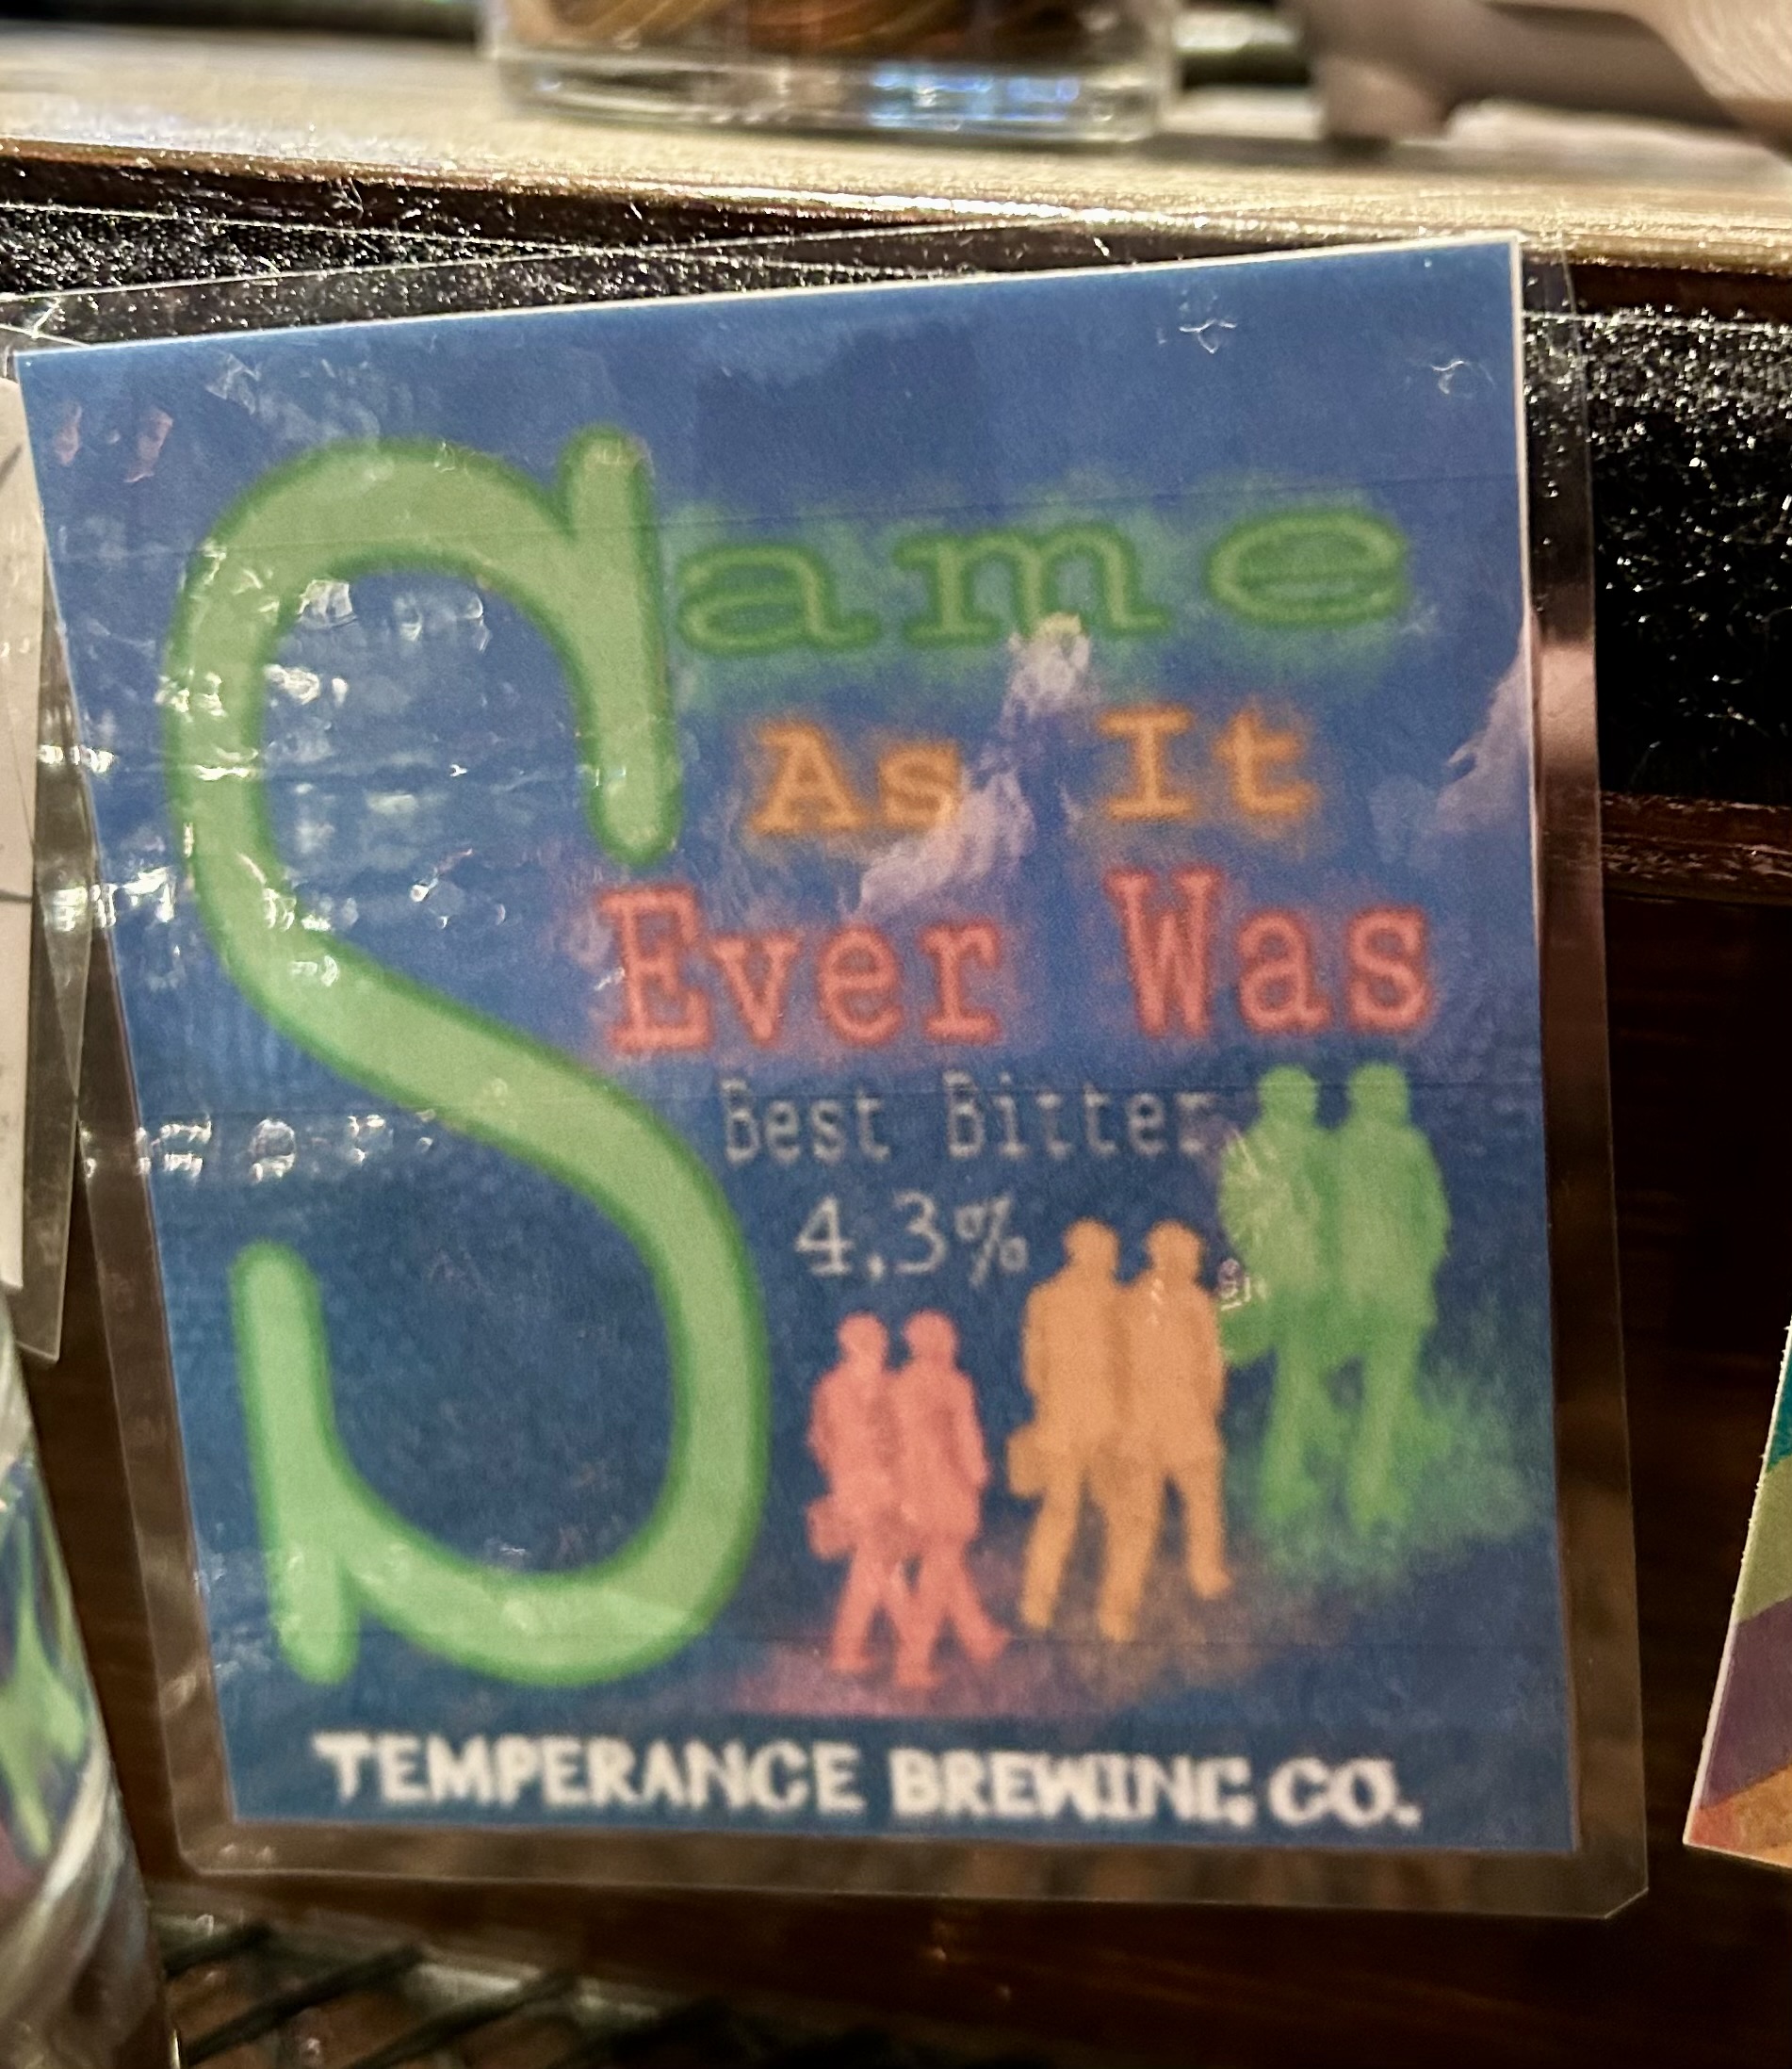 Same
As It
Ever Was
Best Bitter
4.3%
TEMPERANCE BREWING CO.